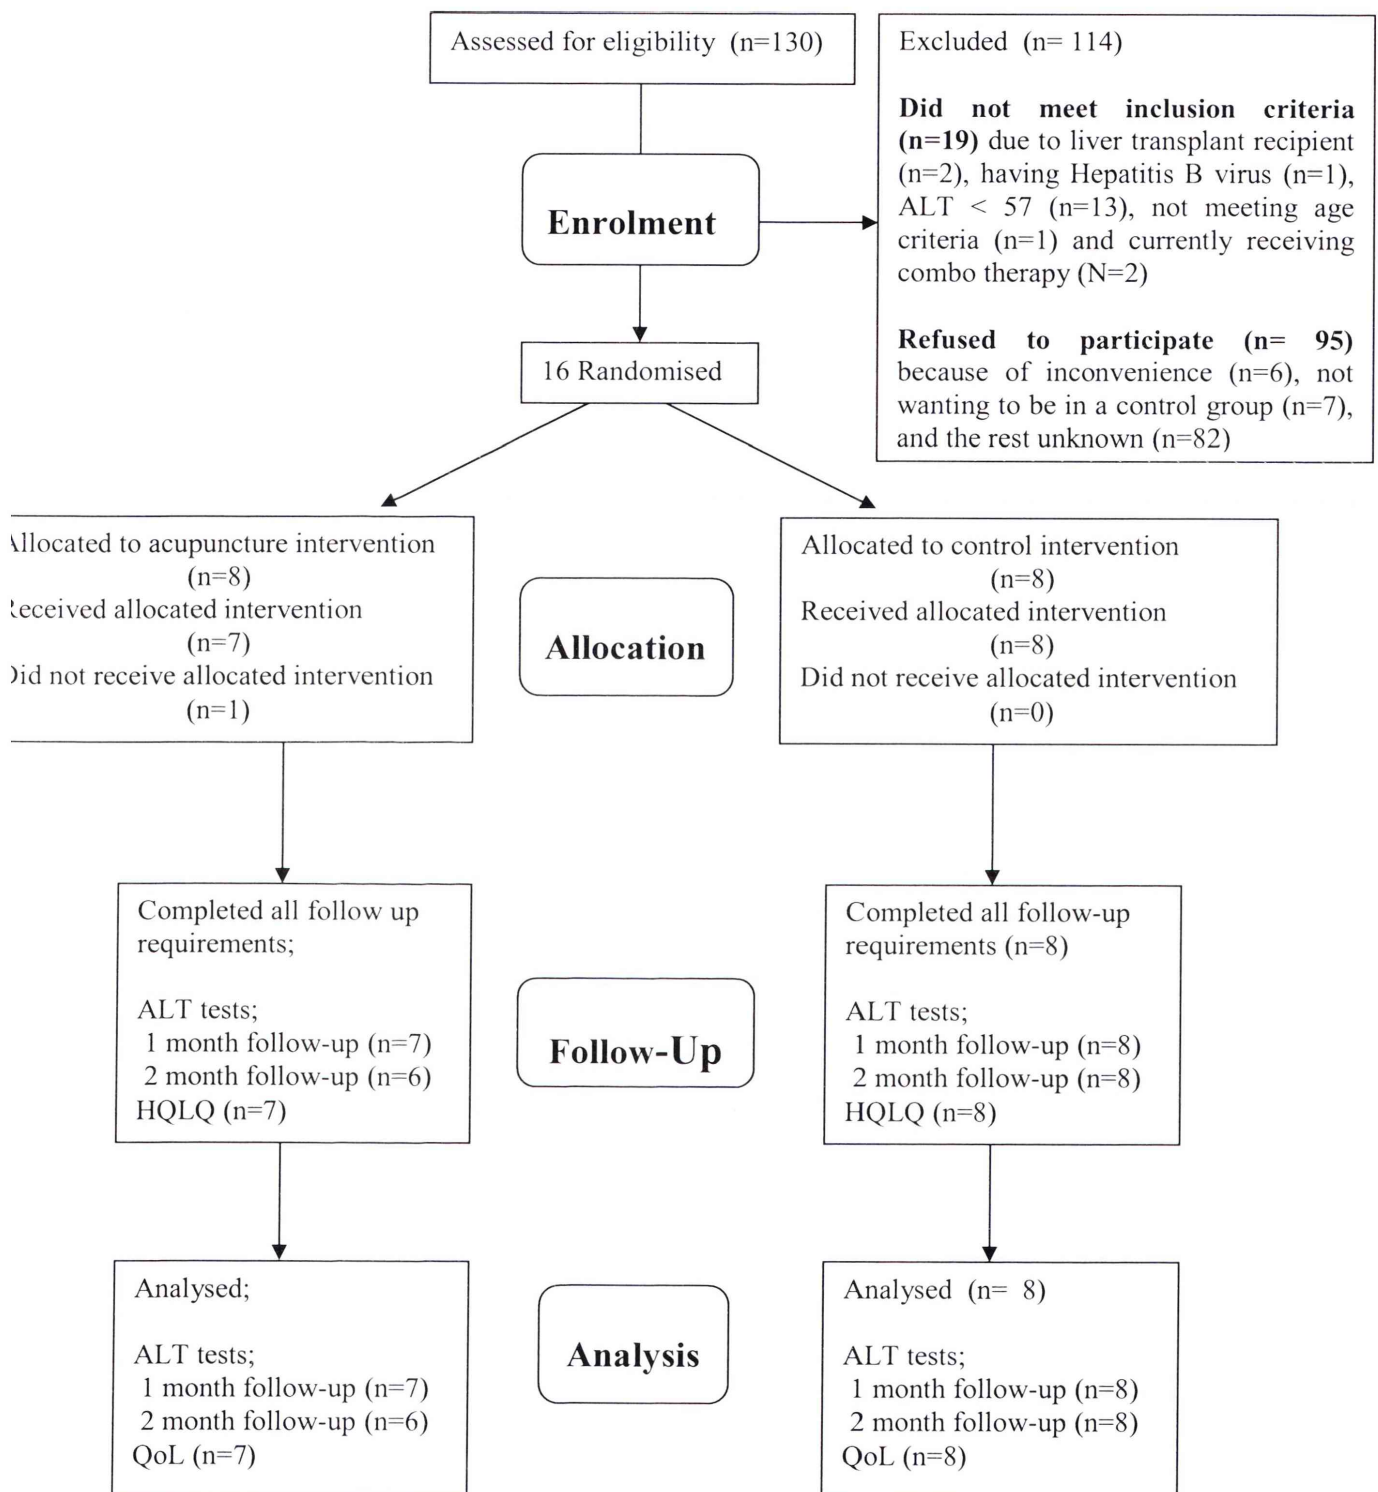 Assessed for eligibility (n=130)
Excluded (n= 114)
Did not meet inclusion criteria
(n=19) due to liver transplant recipient
(n=2), having Hepatitis B virus (n=1),
ALT < 57 (n=13), not meeting age
criteria (n=1) and currently receiving
combo therapy (N=2)
Refused to participate (n= 95)
because of inconvenience (n=6), not
wanting to be in a control group (n=7),
and the rest unknown (n=82)
Enrolment
16 Randomised
Allocated to acupuncture intervention
(n=8)
Received allocated intervention
(n=7)
Did not receive allocated intervention
(n=1)
Allocation
Allocated to control intervention
(n=8)
Received allocated intervention
(n=8)
Did not receive allocated intervention
(n=0)
Completed all follow up
requirements;
ALT tests;
1 month follow-up (n=7)
2 month follow-up (n=6)
HQLQ (n=7)
Follow-Up
Completed all follow-up
requirements (n=8)
ALT tests;
1 month follow-up (n=8)
2 month follow-up (n=8)
HQLQ (n=8)
Analysed;
ALT tests;
1 month follow-up (n=7)
2 month follow-up (n=6)
QoL (n=7)
Analysis
Analysed (n= 8)
ALT tests;
1 month follow-up (n=8)
2 month follow-up (n=8)
QoL (n=8)